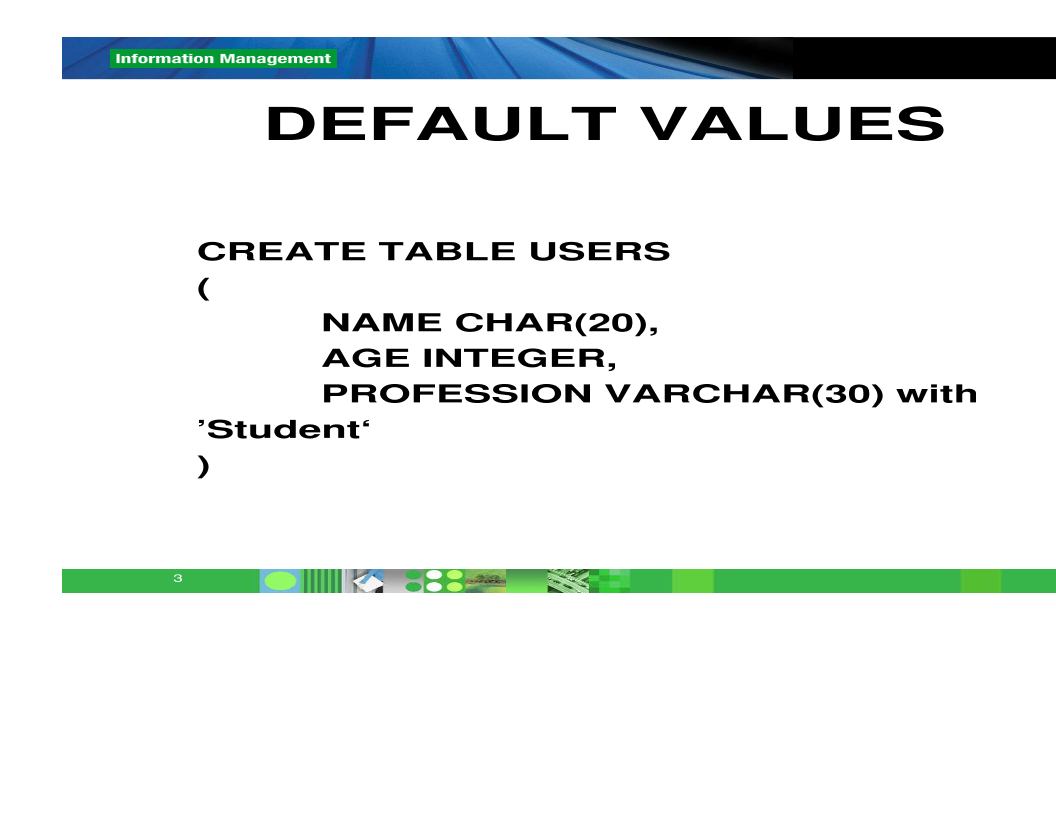 Information Management
DEFAULT VALUES
CREATE TABLE USERS
(
NAME CHAR(20),
AGE INTEGER,
PROFESSION VARCHAR(30) with
’Student‘
)
3